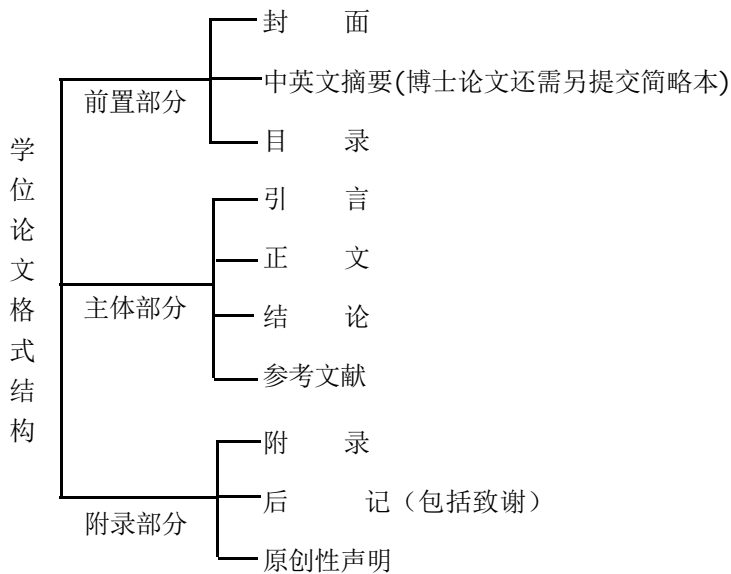 学位论文格式结构
前置部分
封 面
中英文摘要(博士论文还需另提交简略本)
目 录
主体部分
引 言
正 文
结 论
参考文献
附录部分
附 录
后 记（包括致谢）
原创性声明